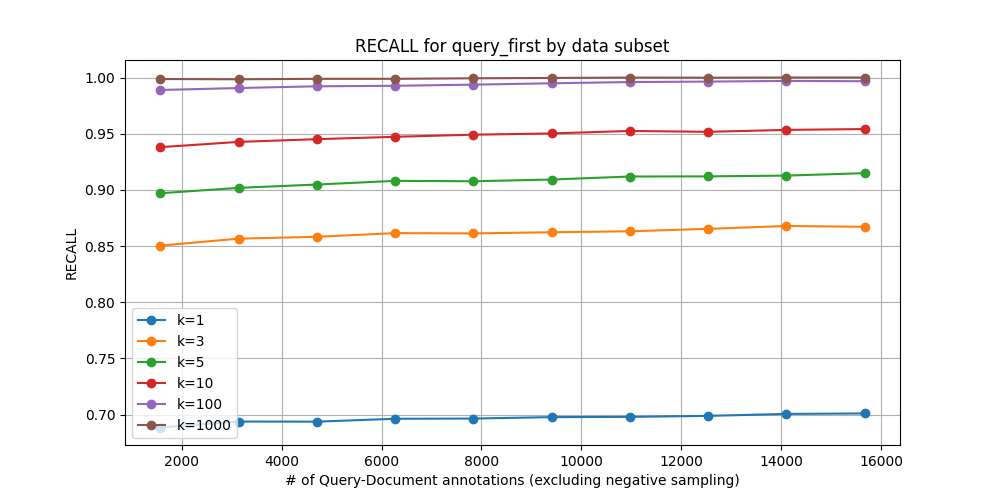 RECALL for query_first by data subset
RECALL
1.00
0.95
0.90
0.85
0.80
0.75
0.70
k=1
k=3
k=5
k=10
k=100
k=1000
2000 4000 6000 8000 10000 12000 14000 16000
# of Query-Document annotations (excluding negative sampling)